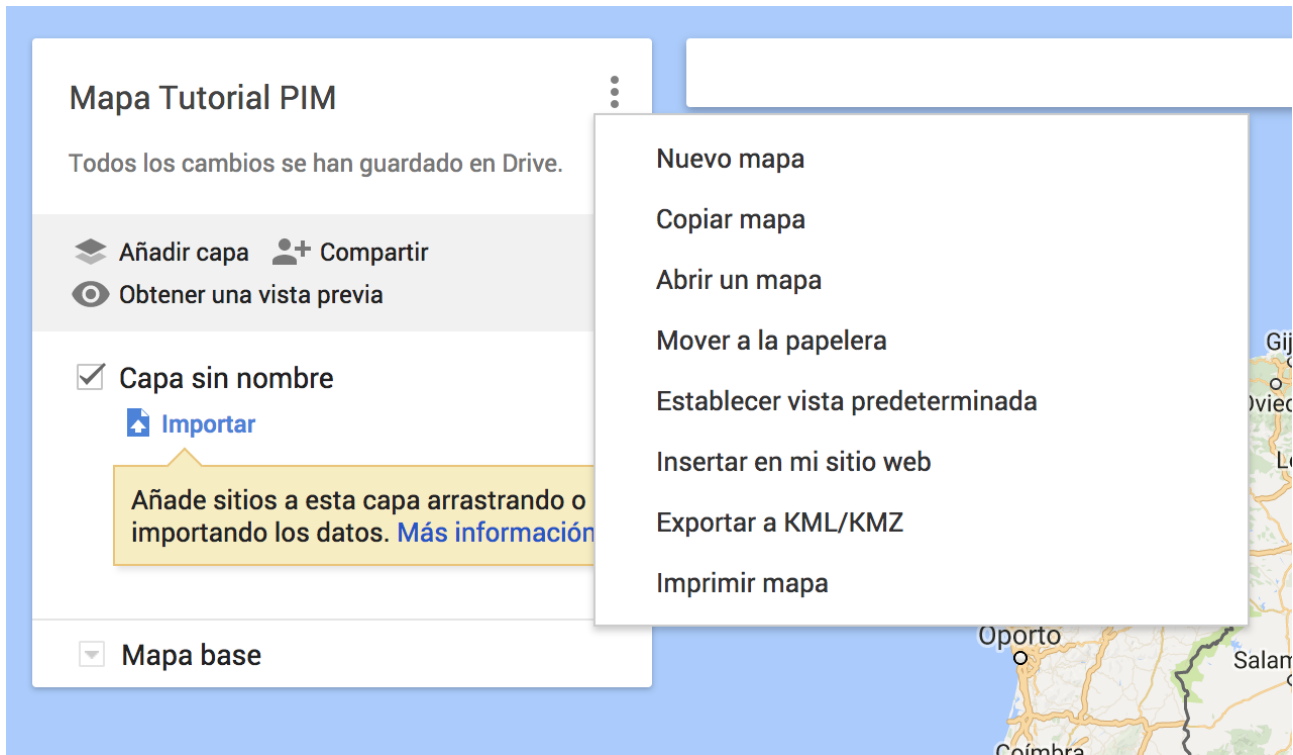 Mapa Tutorial PIM
Todos los cambios se han guardado en Drive.
Añadir capa Compartir
Obtener una vista previa
Capa sin nombre
Importar
Añade sitios a esta capa arrastrando o
importando los datos. Más información
Mapa base
Nuevo mapa
Copiar mapa
Abrir un mapa
Mover a la papelera
Establecer vista predeterminada
Insertar en mi sitio web
Exportar a KML/KMZ
Imprimir mapa
Oporto
Coímbra